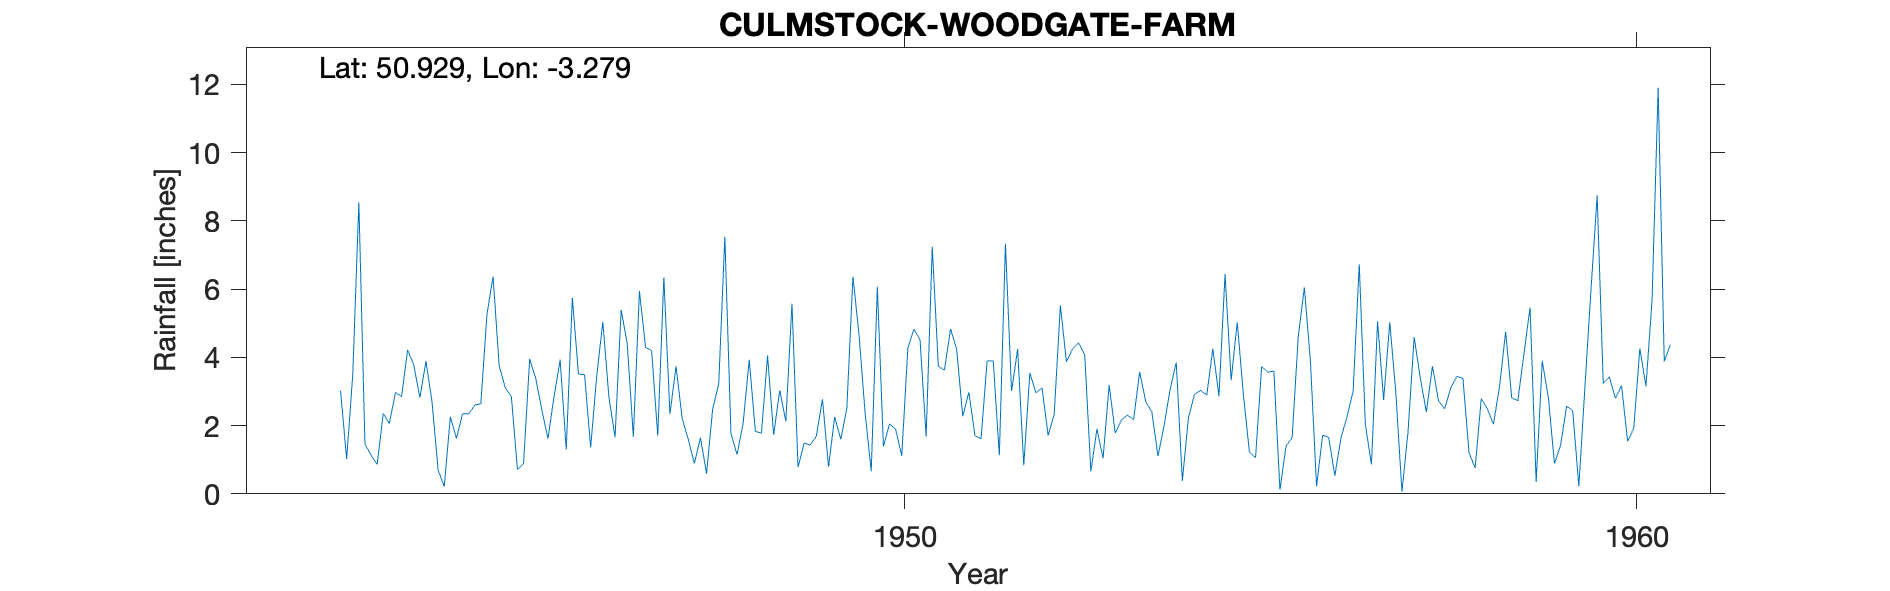 CULMSTOCK-WOODGATE-FARM
Lat: 50.929, Lon: -3.279
12
10
8
6
4
2
0
Rainfall [inches]
1950
1960
Year